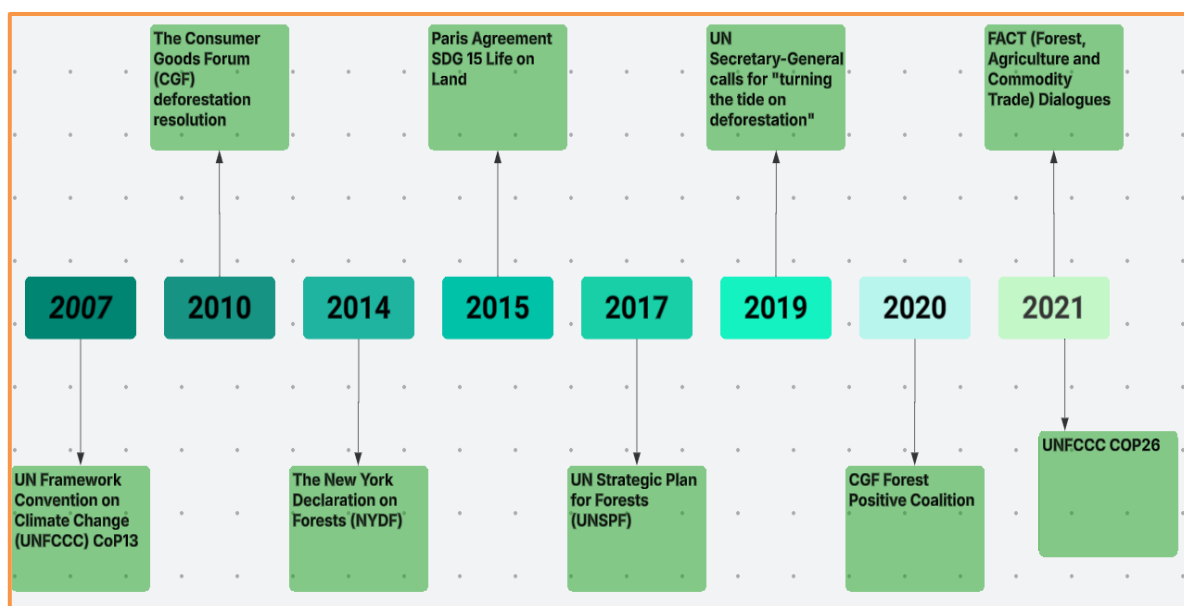 The Consumer
Goods Forum
(CGF)
deforestation
resolution
Paris Agreement
SDG 15 Life on
Land
UN
Secretary-General
calls for "turning
the tide on
deforestation"
FACT (Forest,
Agriculture and
Commodity
Trade) Dialogues
2007
2010
2014
2015
2017
2019
2020
2021
UN Framework
Convention on
Climate Change
(UNFCCC) CoP13
The New York
Declaration on
Forests (NYDF)
UN Strategic Plan
for Forests
(UNSPF)
CGF Forest
Positive Coalition
UNFCCC COP26